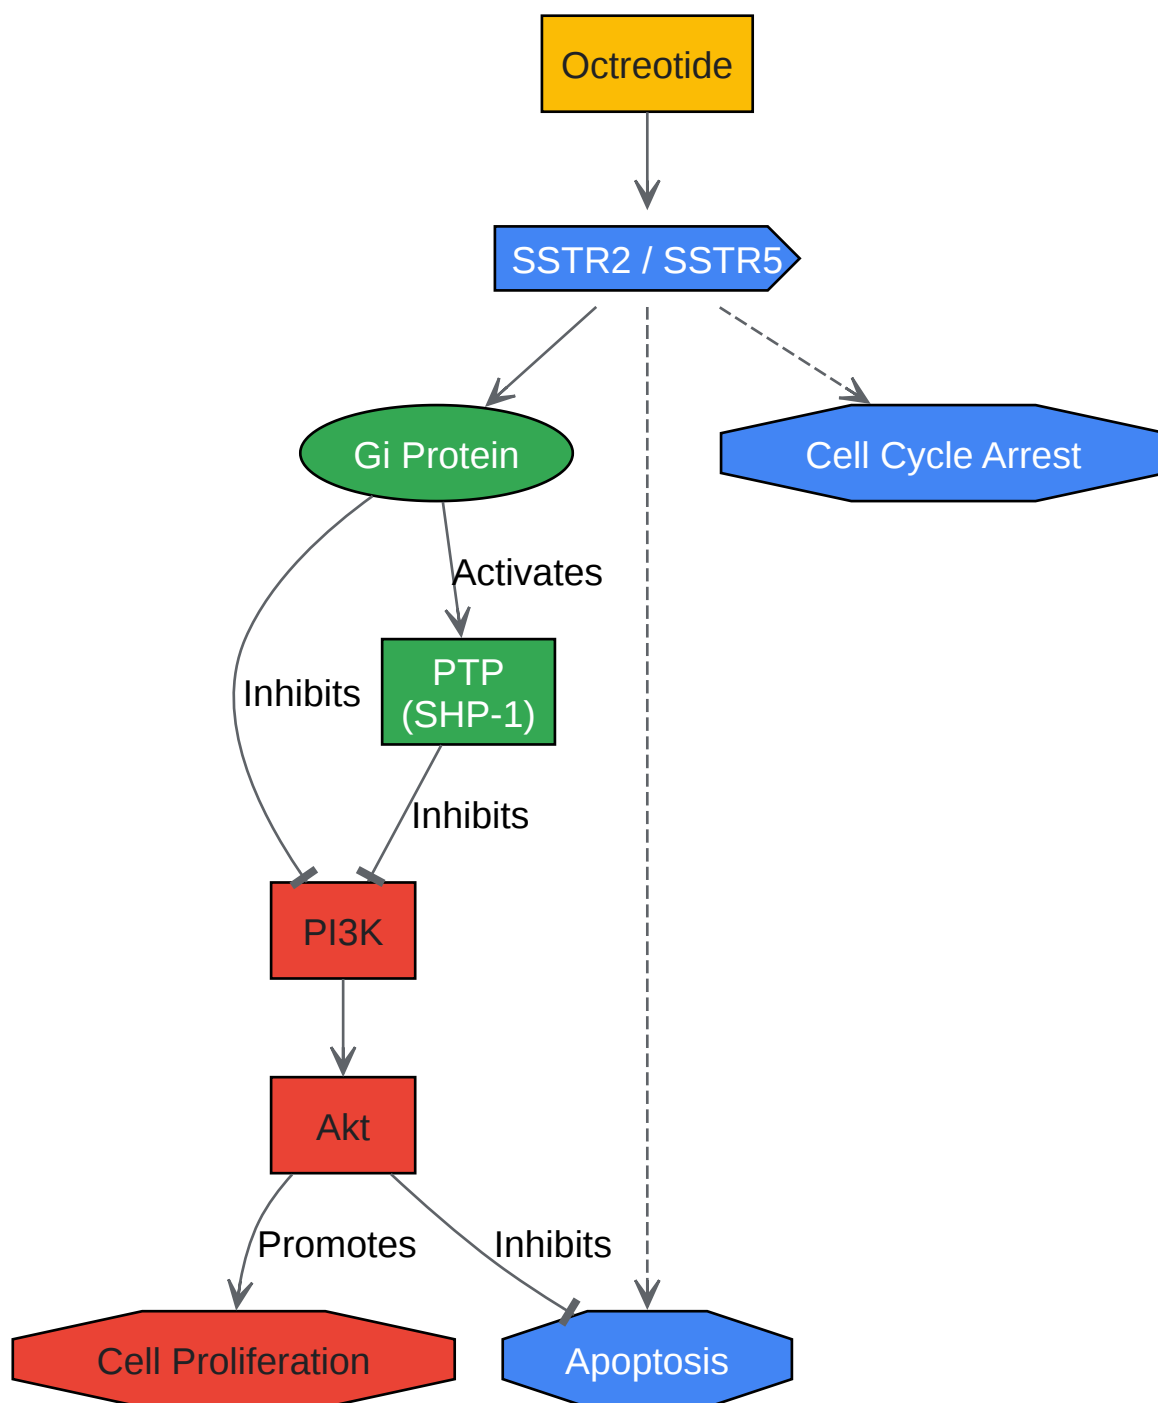 Octreotide
SSTR2 / SSTR5
Gi Protein
Cell Cycle Arrest
Activates
PTP
(SHP-1)
Inhibits
Inhibits
PI3K
Akt
Promotes
Inhibits
Cell Proliferation
Apoptosis